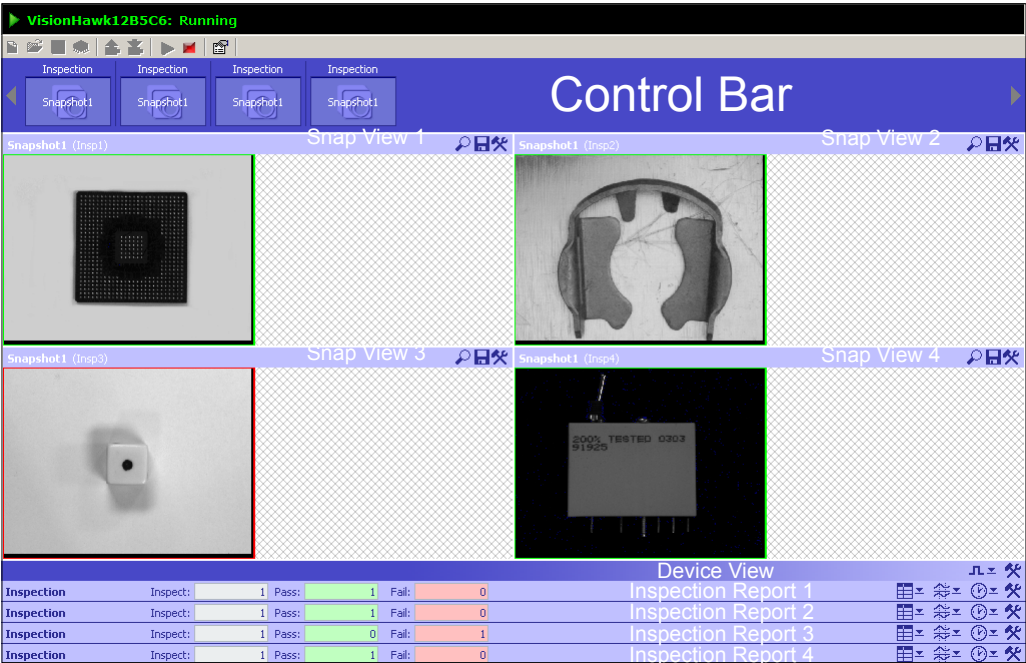 VisionHawk12B5C6: Running
Inspection Inspection Inspection Inspection
Snapshot1 Snapshot1 Snapshot1 Snapshot1
Control Bar
Snapshot1 (Insp1) Snap View 1
Snapshot1 (Insp2) Snap View 2
Snapshot1 (Insp3) Snap View 3
Snapshot1 (Insp4) Snap View 4
200% TESTED 0303
91925
Device View
Inspection Inspect: 1 Pass: 1 Fail: 0 Inspection Report 1
Inspection Inspect: 1 Pass: 1 Fail: 0 Inspection Report 2
Inspection Inspect: 1 Pass: 0 Fail: 1 Inspection Report 3
Inspection Inspect: 1 Pass: 1 Fail: 0 Inspection Report 4